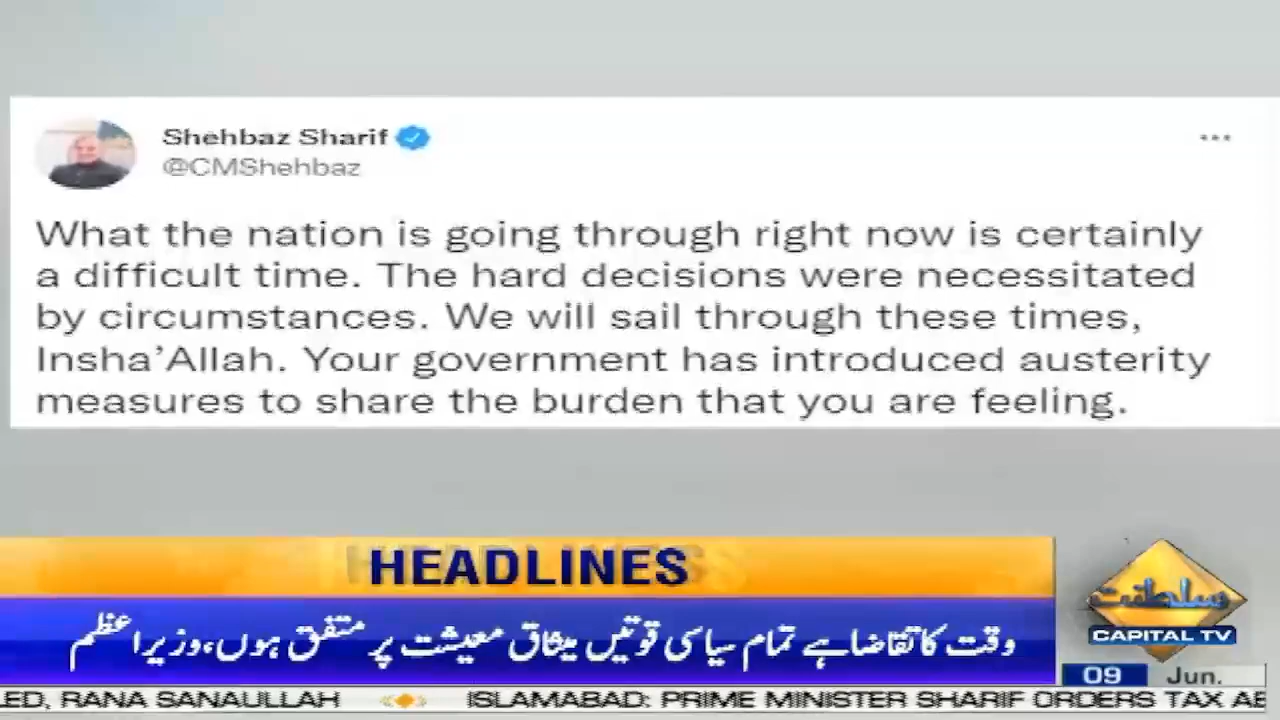 Shehbaz Sharif
@CMShehbaz
What the nation is going through right now is certainly
a difficult time. The hard decisions were necessitated
by circumstances. We will sail through these times,
Insha’Allah. Your government has introduced austerity
measures to share the burden that you are feeling.
HEADLINES
وقت کا تقاضا ہے تمام سیاسی قوتیں میثاق معیشت پر متفق ہوں، وزیراعظم
CAPITAL TV
09 Jun.
ED, RANA SANAULLAH ISLAMABAD: PRIME MINISTER SHARIF ORDERS TAX